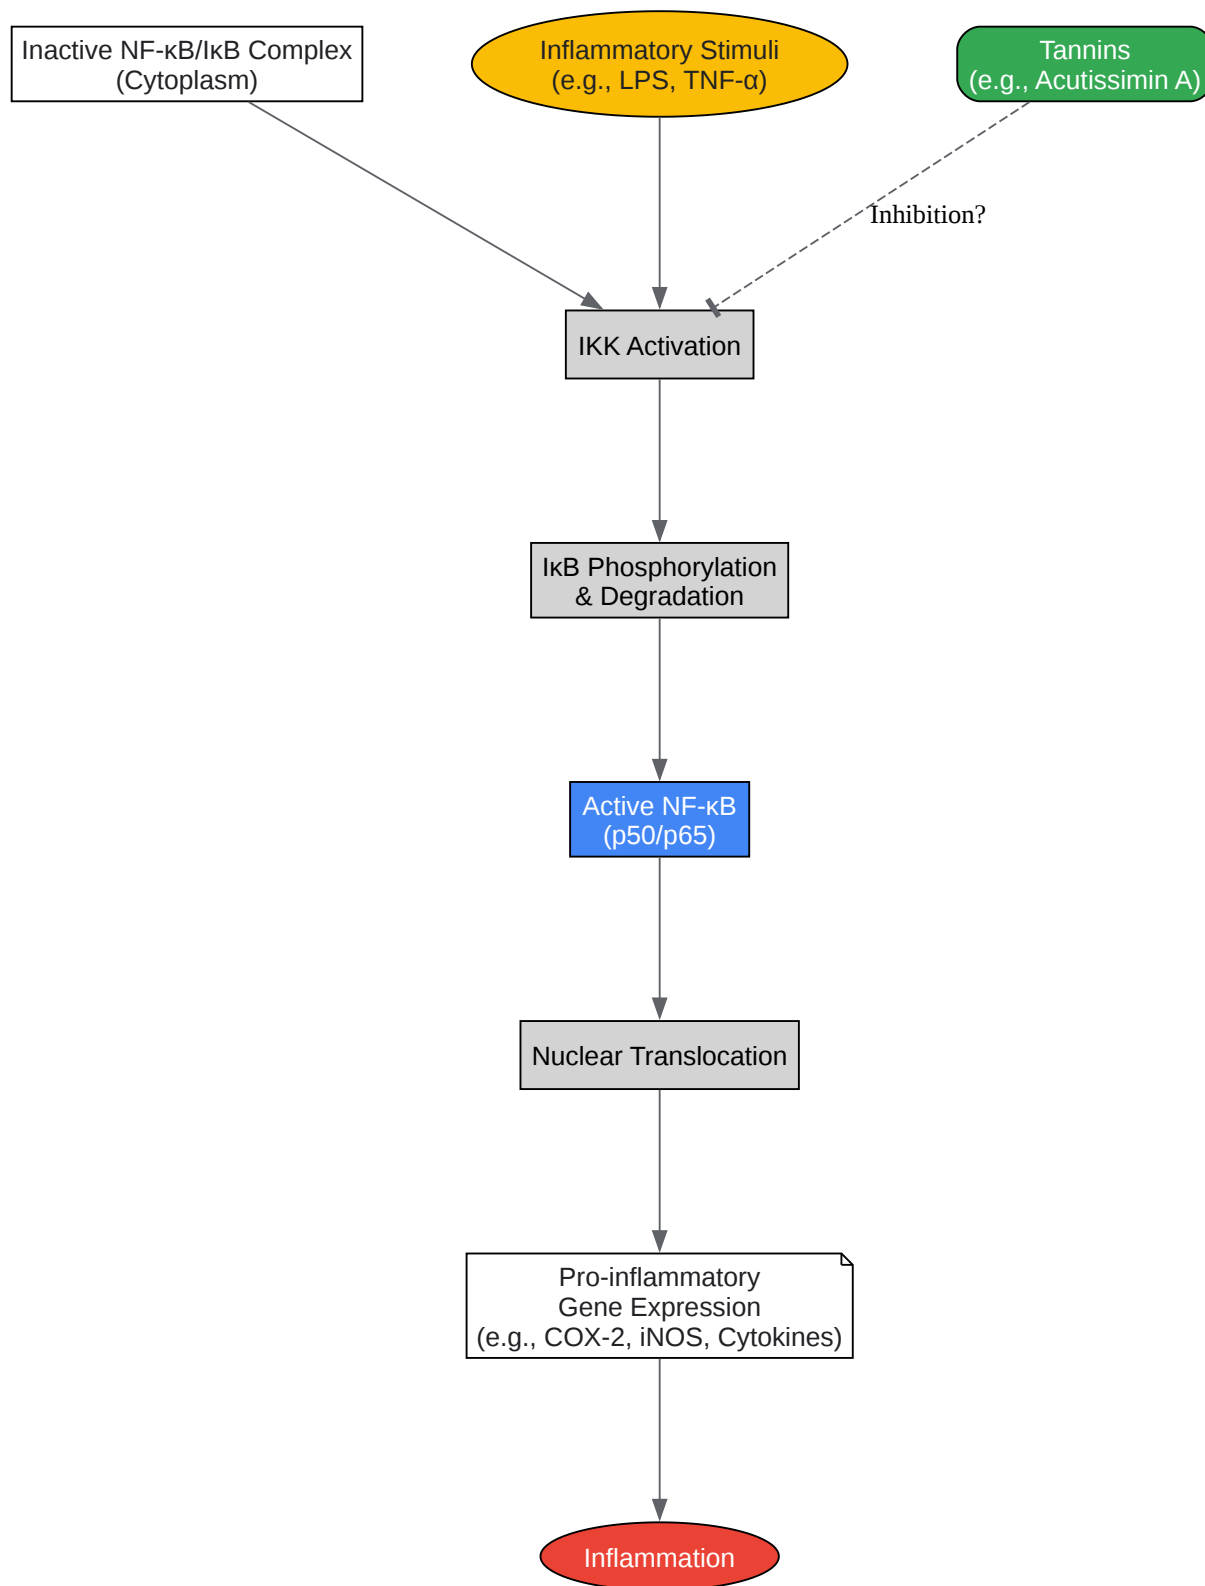 Inactive NF-κB/IκB Complex
(Cytoplasm)
Inflammatory Stimuli
(e.g., LPS, TNF-α)
Tannins
(e.g., Acutissimin A)
Inhibition?
IKK Activation
IκB Phosphorylation
& Degradation
Active NF-κB
(p50/p65)
Nuclear Translocation
Pro-inflammatory
Gene Expression
(e.g., COX-2, iNOS, Cytokines)
Inflammation